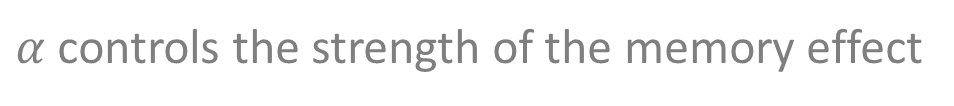 α controls the strength of the memory effect